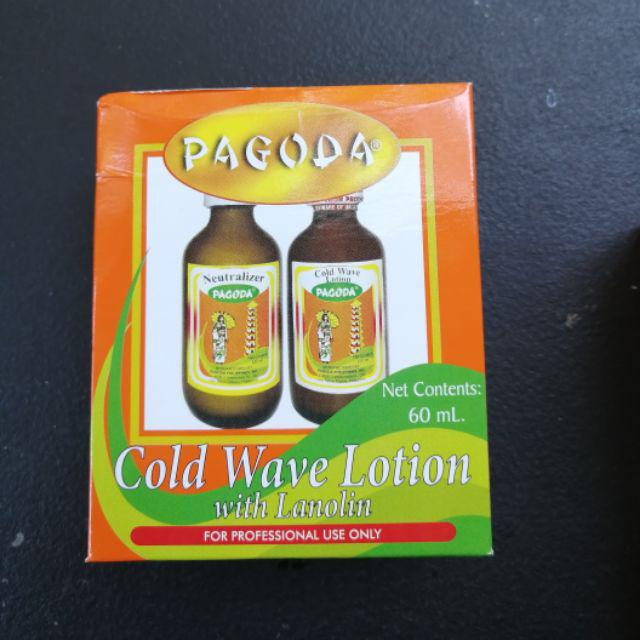 PAGODA®
Neutralizer
PAGODA
Cold Wave
Lotion
PAGODA
Net Contents:
60 mL.
Cold Wave Lotion
with Lanolin
FOR PROFESSIONAL USE ONLY